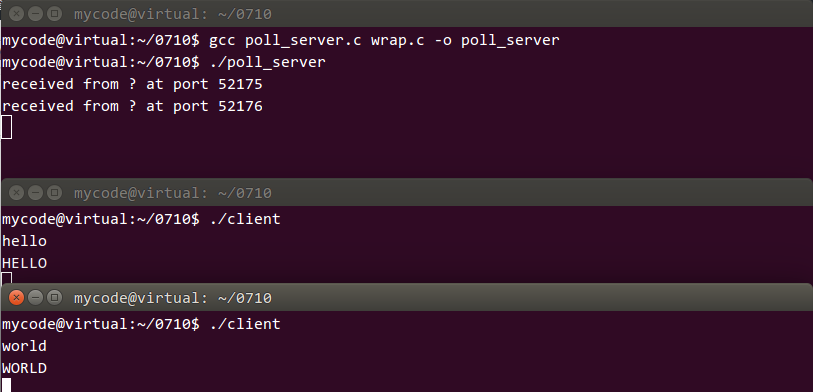 mycode@virtual: ~/0710
mycode@virtual:~/0710$ gcc poll_server.c wrap.c -o poll_server
mycode@virtual:~/0710$ ./poll_server
received from ? at port 52175
received from ? at port 52176
mycode@virtual: ~/0710
mycode@virtual:~/0710$ ./client
hello
HELLO
mycode@virtual: ~/0710
mycode@virtual:~/0710$ ./client
world
WORLD